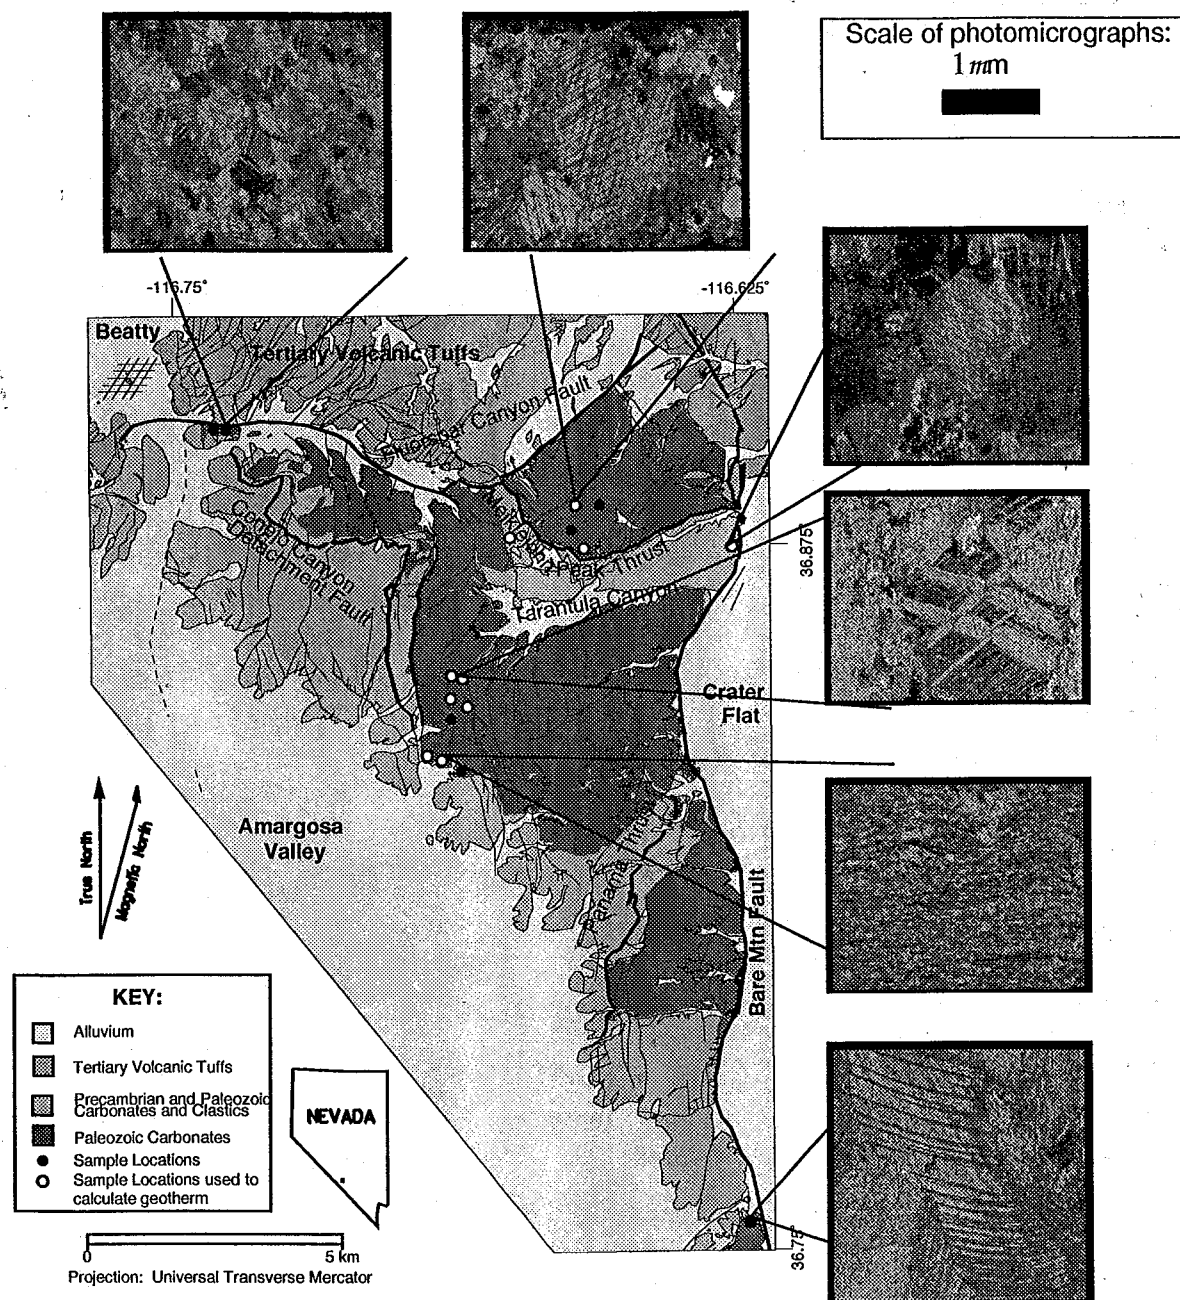 Scale of photomicrographs:
1 mm
-116.75°
-116.625°
Beatty
Tertiary Volcanic Tuffs
Fluorspar Canyon Fault
Conejo Canyon
Detachment Fault
Meiklejohn Peak Thrust
Tarantula Canyon
36.875°
Crater
Flat
Amargosa
Valley
Panama Thrust
Bare Mtn Fault
True North
Magnetic North
36.75°
KEY:
Alluvium
Tertiary Volcanic Tuffs
Precambrian and Paleozoic
Carbonates and Clastics
Paleozoic Carbonates
Sample Locations
Sample Locations used to
calculate geotherm
NEVADA
0
5 km
Projection: Universal Transverse Mercator